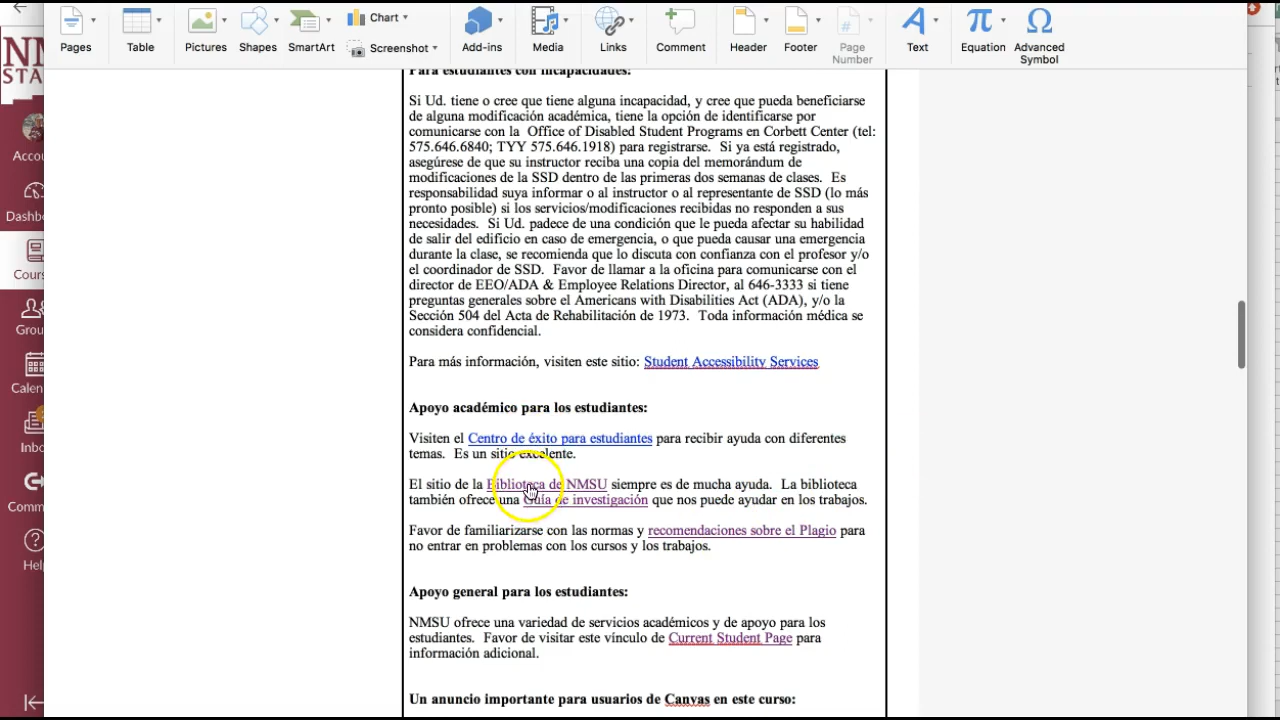 Pages
Table
Pictures
Shapes
SmartArt
Chart
Screenshot
Add-ins
Media
Links
Comment
Header
Footer
Page
Number
Text
Equation
Advanced
Symbol
NM
STA
Accou
Dashb
Cours
Grou
Calen
Inbo
Comm
Help
Para estudiantes con incapacidades:
Si Ud. tiene o cree que tiene alguna incapacidad, y cree que pueda beneficiarse
de alguna modificación académica, tiene la opción de identificarse por
comunicarse con la Office of Disabled Student Programs en Corbett Center (tel:
575.646.6840; TYY 575.646.1918) para registrarse. Si ya está registrado,
asegúrese de que su instructor reciba una copia del memorándum de
modificaciones de la SSD dentro de las primeras dos semanas de clases. Es
responsabilidad suya informar o al instructor o al representante de SSD (lo más
pronto posible) si los servicios/modificaciones recibidas no responden a sus
necesidades. Si Ud. padece de una condición que le pueda afectar su habilidad
de salir del edificio en caso de emergencia, o que pueda causar una emergencia
durante la clase, se recomienda que lo discuta con confianza con el profesor y/o
el coordinador de SSD. Favor de llamar a la oficina para comunicarse con el
director de EEO/ADA & Employee Relations Director, al 646-3333 si tiene
preguntas generales sobre el Americans with Disabilities Act (ADA), y/o la
Sección 504 del Acta de Rehabilitación de 1973. Toda información médica se
considera confidencial.
Para más información, visiten este sitio: Student Accessibility Services
Apoyo académico para los estudiantes:
Visiten el Centro de éxito para estudiantes para recibir ayuda con diferentes
temas. Es un sitio excelente.
El sitio de la Biblioteca de NMSU siempre es de mucha ayuda. La biblioteca
también ofrece una Guía de investigación que nos puede ayudar en los trabajos.
Favor de familiarizarse con las normas y recomendaciones sobre el Plagio para
no entrar en problemas con los cursos y los trabajos.
Apoyo general para los estudiantes:
NMSU ofrece una variedad de servicios académicos y de apoyo para los
estudiantes. Favor de visitar este vínculo de Current Student Page para
información adicional.
Un anuncio importante para usuarios de Canvas en este curso: